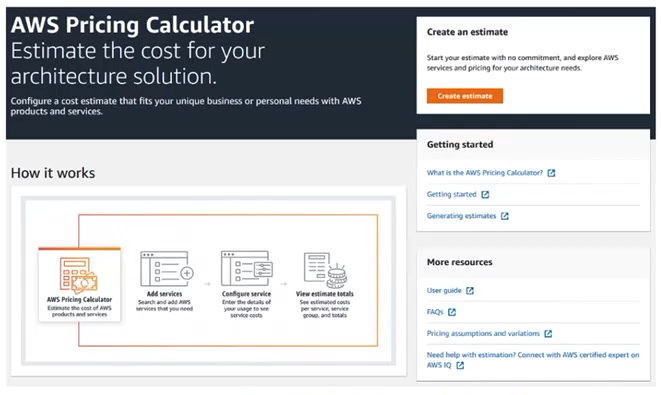 AWS Pricing Calculator
Estimate the cost for your
architecture solution.
Configure a cost estimate that fits your unique business or personal needs with AWS
products and services.
Create an estimate
Start your estimate with no commitment, and explore AWS
services and pricing for your architecture needs.
Create estimate
Getting started
What is the AWS Pricing Calculator?
Getting started
Generating estimates
How it works
AWS Pricing Calculator
Estimate the cost of AWS
products and services
Add services
Search and add AWS
services that you need
Configure service
Enter the details of
your usage to see
service costs
View estimate totals
See estimated costs
per service, service
group, and totals
More resources
User guide
FAQs
Pricing assumptions and variations
Need help with estimation? Connect with AWS certified expert on
AWS IQ